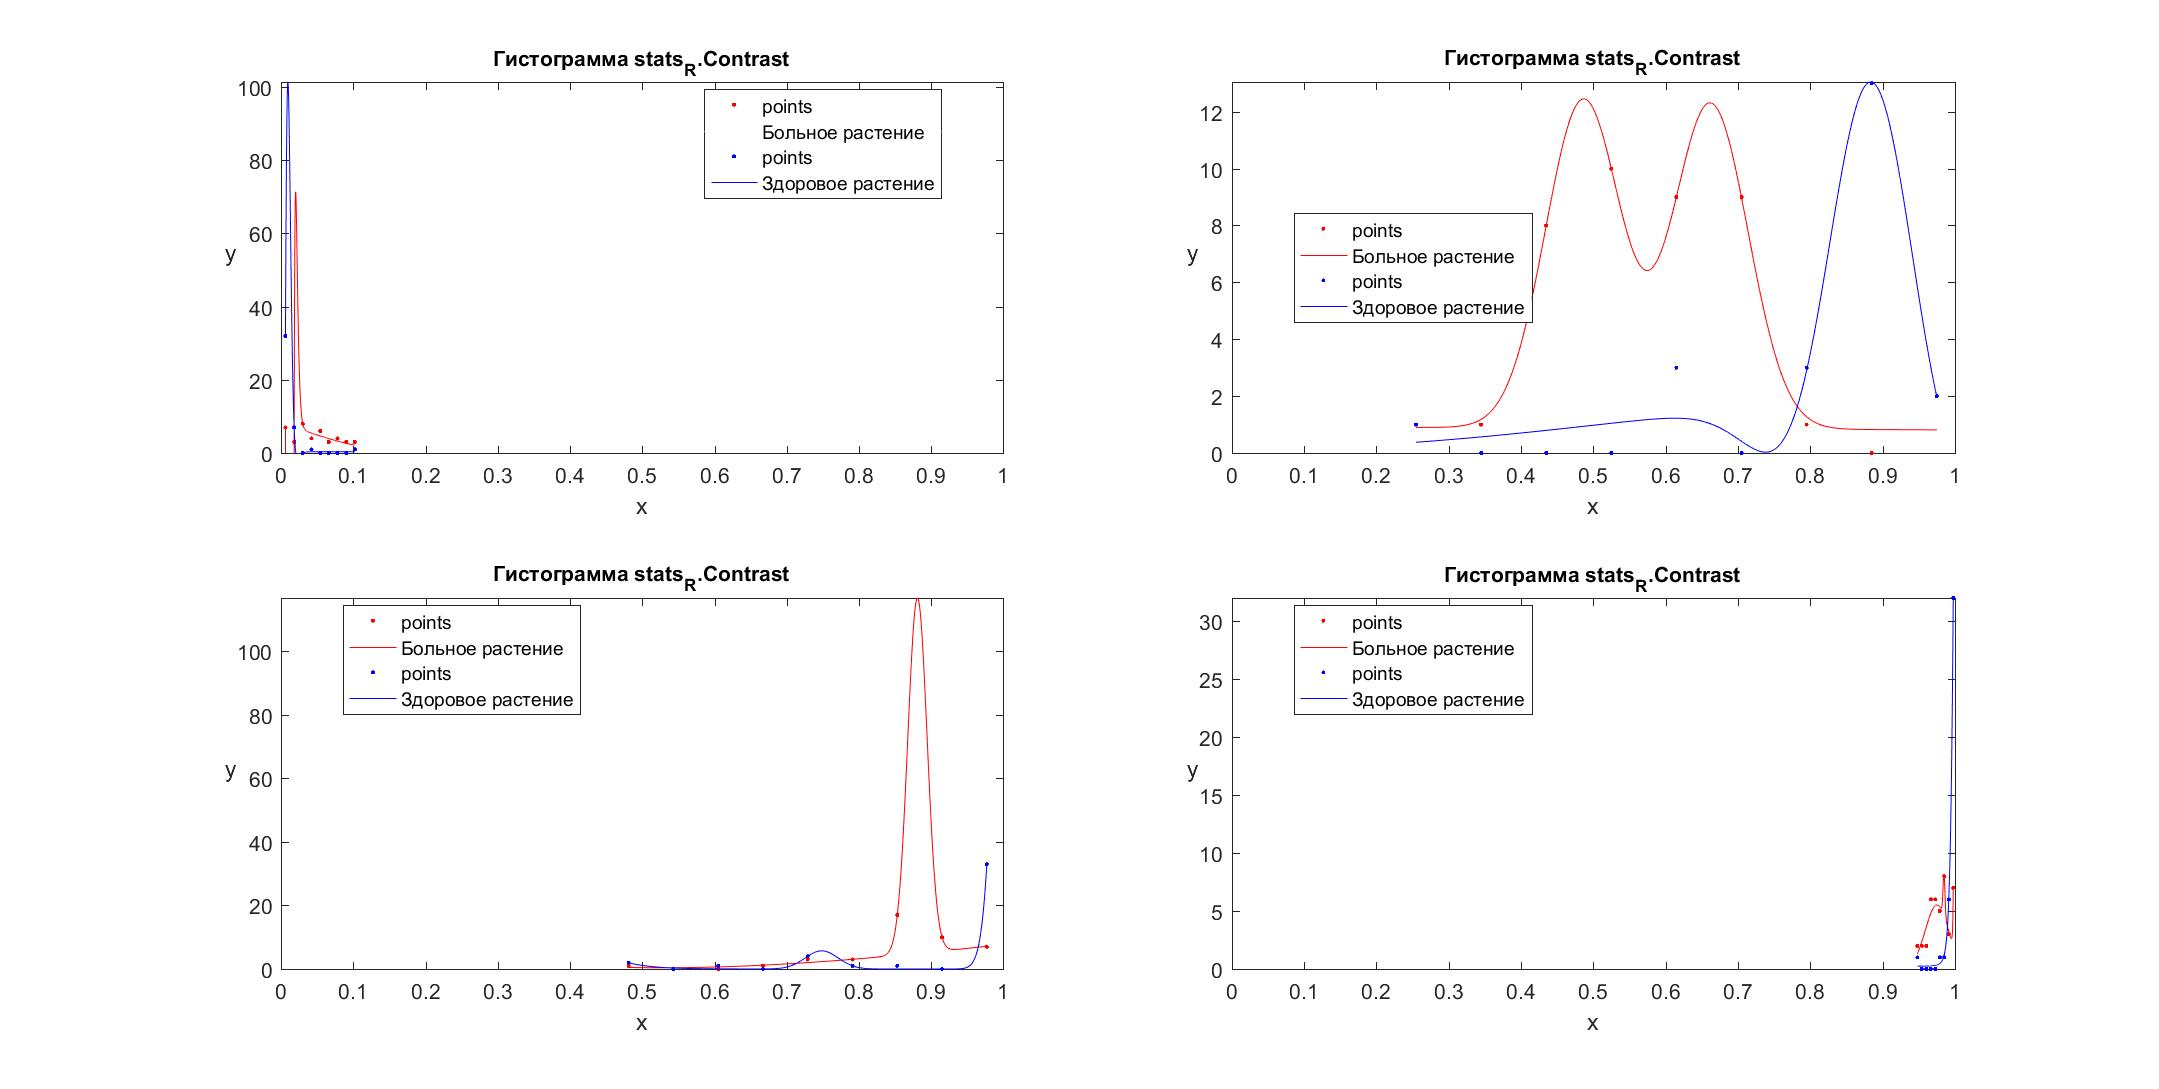 Гистограмма stats_R.Contrast
100
80
60
40
20
0
y
0 0.1 0.2 0.3 0.4 0.5 0.6 0.7 0.8 0.9 1
x
points
Больное растение
points
Здоровое растение
Гистограмма stats_R.Contrast
12
10
8
6
4
2
0
y
0 0.1 0.2 0.3 0.4 0.5 0.6 0.7 0.8 0.9 1
x
points
Больное растение
points
Здоровое растение
Гистограмма stats_R.Contrast
100
80
60
40
20
0
y
0 0.1 0.2 0.3 0.4 0.5 0.6 0.7 0.8 0.9 1
x
points
Больное растение
points
Здоровое растение
Гистограмма stats_R.Contrast
30
25
20
15
10
5
0
y
0 0.1 0.2 0.3 0.4 0.5 0.6 0.7 0.8 0.9 1
x
points
Больное растение
points
Здоровое растение